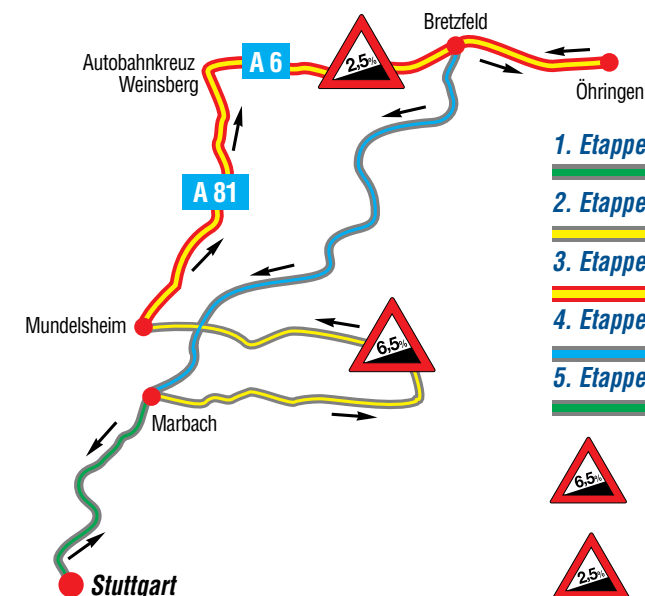 Bretzfeld
Autobahnkreuz
Weinsberg
A 6
2,5%
Öhringen
1. Etappe
A 81
2. Etappe
3. Etappe
Mundelsheim
4. Etappe
6,5%
5. Etappe
Marbach
6,5%
2,5%
Stuttgart